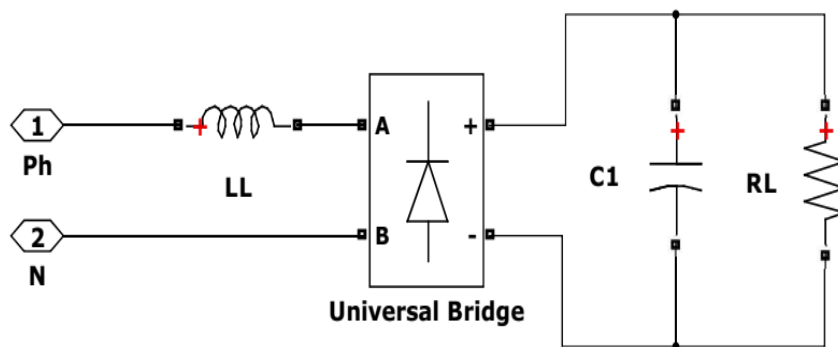 1
Ph
LL
A
+
2
N
B
-
Universal Bridge
C1
RL
+
+
+